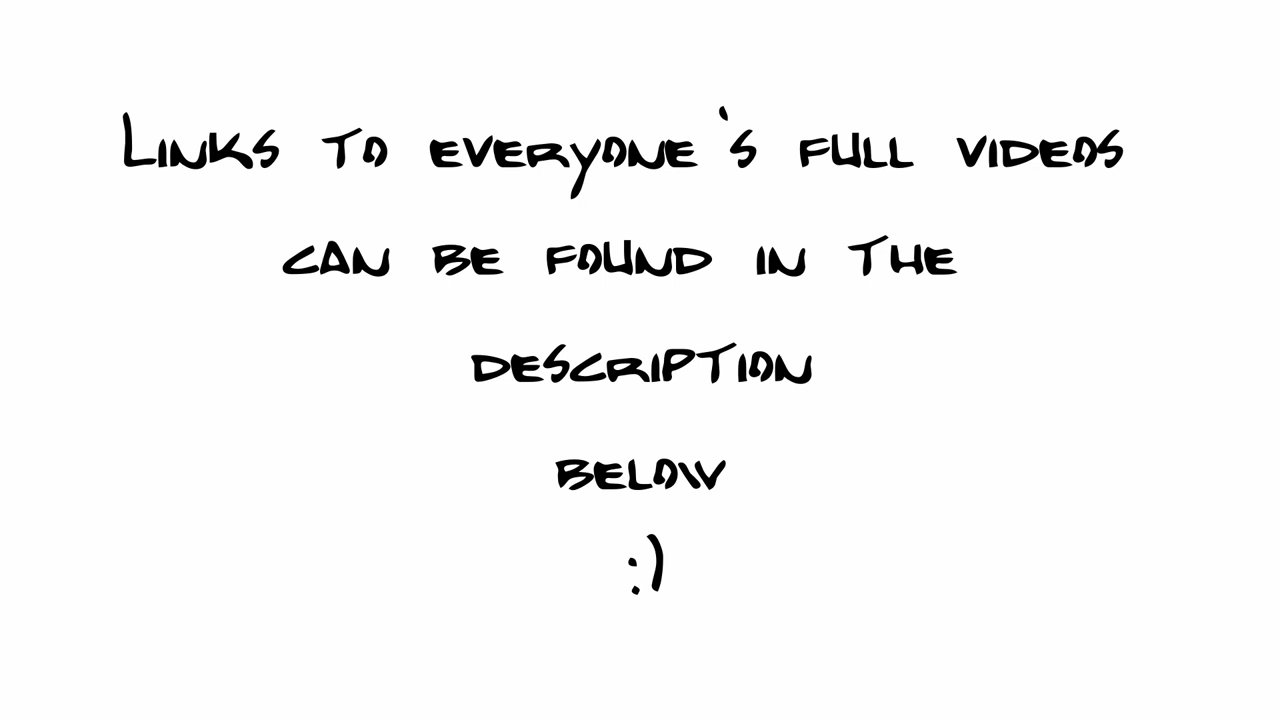 Links to everyone's full videos
can be found in the
description
below
:)